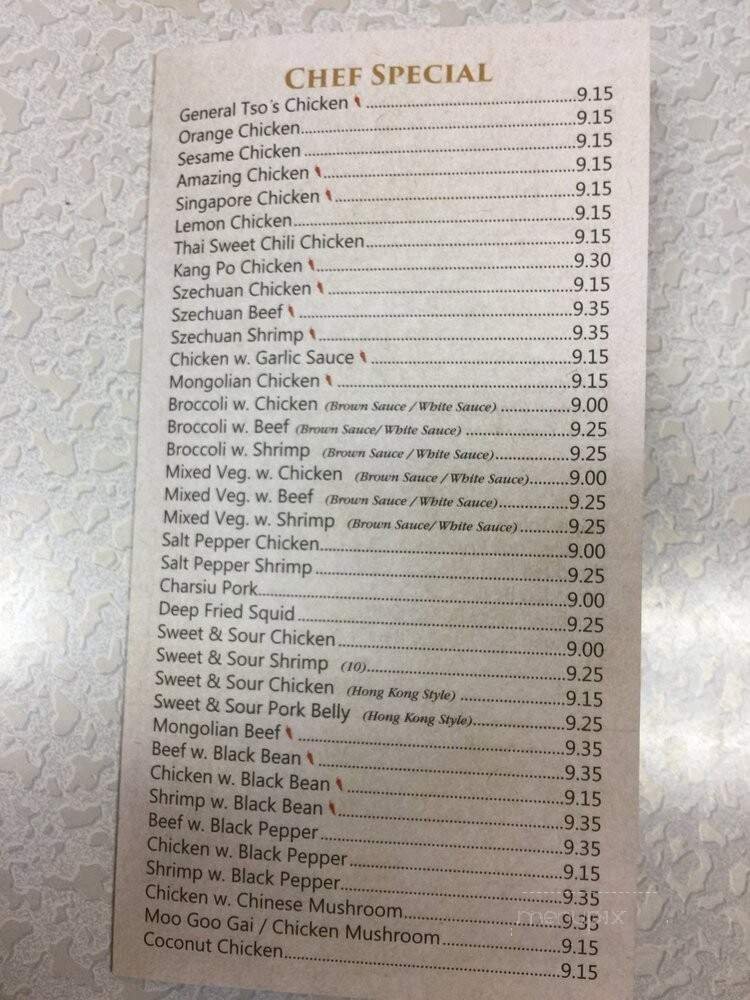 CHEF SPECIAL
General Tso's Chicken ..... 9.15
Orange Chicken ..... 9.15
Sesame Chicken ..... 9.15
Amazing Chicken ..... 9.15
Singapore Chicken ..... 9.15
Lemon Chicken ..... 9.15
Thai Sweet Chili Chicken ..... 9.15
Kang Po Chicken ..... 9.30
Szechuan Chicken ..... 9.15
Szechuan Beef ..... 9.35
Szechuan Shrimp ..... 9.35
Chicken w. Garlic Sauce ..... 9.15
Mongolian Chicken ..... 9.15
Broccoli w. Chicken (Brown Sauce / White Sauce) ..... 9.00
Broccoli w. Beef (Brown Sauce/ White Sauce) ..... 9.25
Broccoli w. Shrimp (Brown Sauce / White Sauce) ..... 9.25
Mixed Veg. w. Chicken (Brown Sauce / White Sauce) ..... 9.00
Mixed Veg. w. Beef (Brown Sauce / White Sauce) ..... 9.25
Mixed Veg. w. Shrimp (Brown Sauce/ White Sauce) ..... 9.25
Salt Pepper Chicken ..... 9.00
Salt Pepper Shrimp ..... 9.25
Charsiu Pork ..... 9.00
Deep Fried Squid ..... 9.25
Sweet & Sour Chicken ..... 9.00
Sweet & Sour Shrimp (10) ..... 9.25
Sweet & Sour Chicken (Hong Kong Style) ..... 9.15
Sweet & Sour Pork Belly (Hong Kong Style) ..... 9.25
Mongolian Beef ..... 9.35
Beef w. Black Bean ..... 9.35
Chicken w. Black Bean ..... 9.15
Shrimp w. Black Bean ..... 9.35
Beef w. Black Pepper ..... 9.35
Chicken w. Black Pepper ..... 9.15
Shrimp w. Black Pepper ..... 9.35
Chicken w. Chinese Mushroom ..... 9.35
Moo Goo Gai / Chicken Mushroom ..... 9.15
Coconut Chicken ..... 9.15